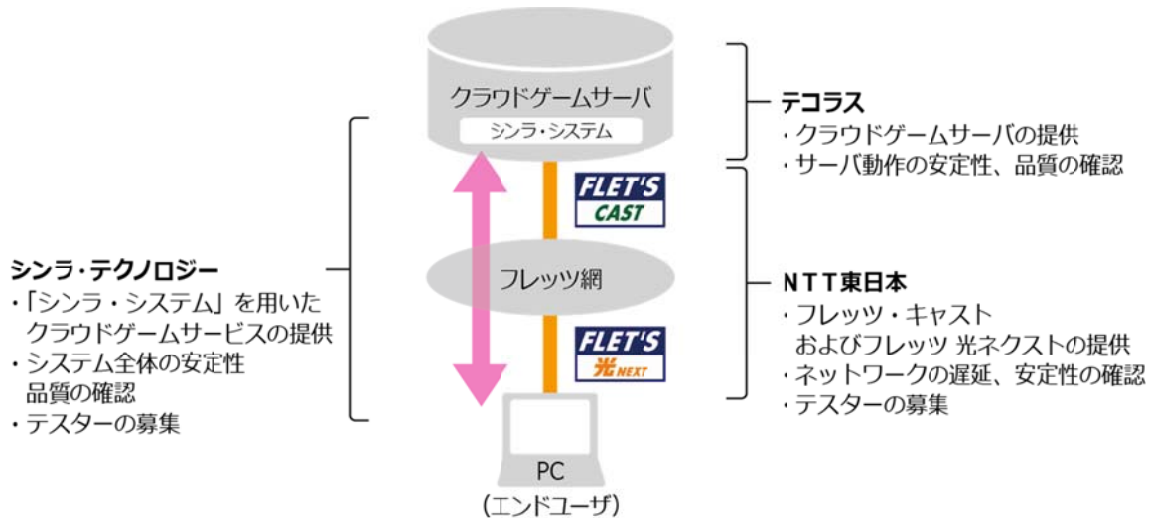 クラウドゲームサーバ
シンラ・システム
FLET'S
CAST
フレッツ網
FLET'S
光 NEXT
PC
(エンドユーザ)
シンラ・テクノロジー
・「シンラ・システム」を用いた
クラウドゲームサービスの提供
・システム全体の安定性
品質の確認
・テスターの募集
テコラス
・クラウドゲームサーバの提供
・サーバ動作の安定性、品質の確認
NTT東日本
・フレッツ・キャスト
およびフレッツ 光ネクストの提供
・ネットワークの遅延、安定性の確認
・テスターの募集